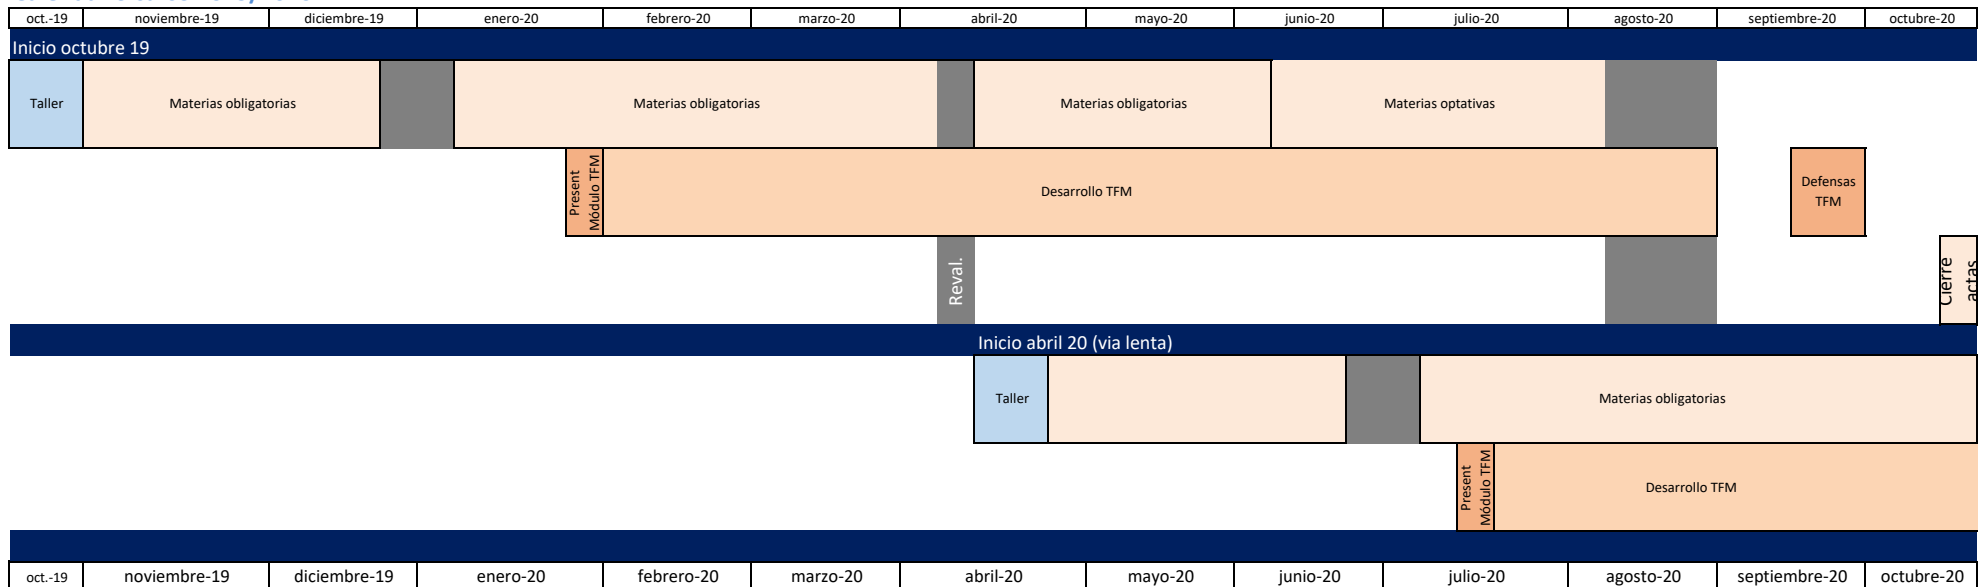 oct.-19 noviembre-19 diciembre-19 enero-20 febrero-20 marzo-20 abril-20 mayo-20 junio-20 julio-20 agosto-20 septiembre-20 octubre-20
Inicio octubre 19
Taller Materias obligatorias Materias obligatorias Materias obligatorias Materias optativas
Present
Módulo TFM
Desarrollo TFM
Defensas
TFM
Reval.
Cierre
actas
Inicio abril 20 (via lenta)
Taller Materias obligatorias
Present
Módulo TFM
Desarrollo TFM
oct.-19 noviembre-19 diciembre-19 enero-20 febrero-20 marzo-20 abril-20 mayo-20 junio-20 julio-20 agosto-20 septiembre-20 octubre-20